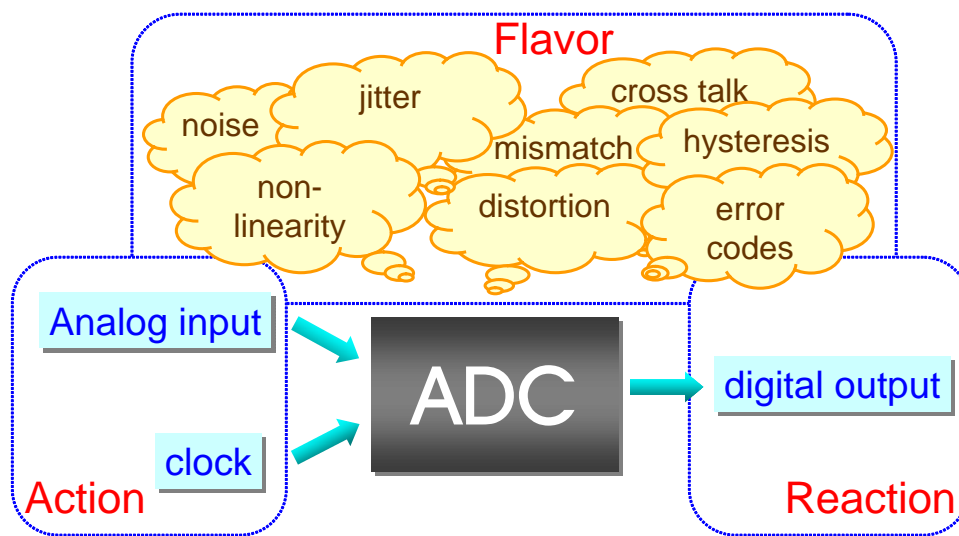 Flavor
noise
jitter
cross talk
mismatch
hysteresis
non-
linearity
distortion
error
codes
Analog input
clock
Action
ADC
digital output
Reaction